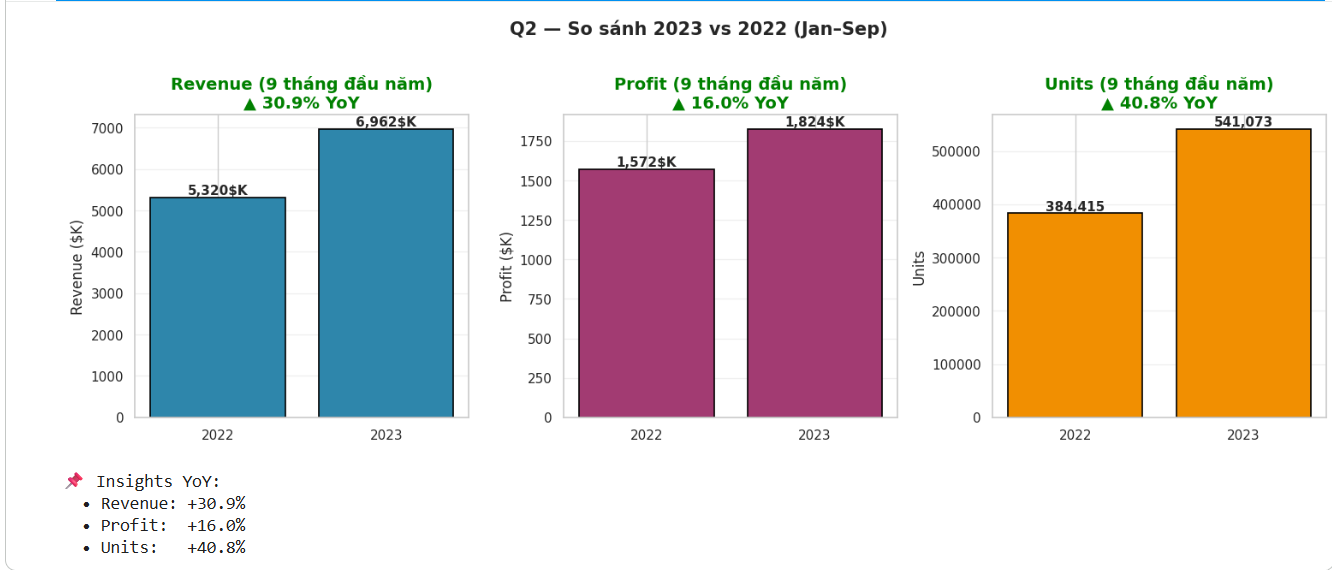 Q2 — So sánh 2023 vs 2022 (Jan–Sep)
Revenue (9 tháng đầu năm)
▲ 30.9% YoY
7000
6000
5000
4000
3000
2000
1000
0
Revenue ($K)
5,320$K
6,962$K
2022
2023
Profit (9 tháng đầu năm)
▲ 16.0% YoY
1750
1500
1250
1000
750
500
250
0
Profit ($K)
1,572$K
1,824$K
2022
2023
Units (9 tháng đầu năm)
▲ 40.8% YoY
500000
400000
300000
200000
100000
0
Units
384,415
541,073
2022
2023
📌 Insights YoY:
• Revenue: +30.9%
• Profit: +16.0%
• Units: +40.8%